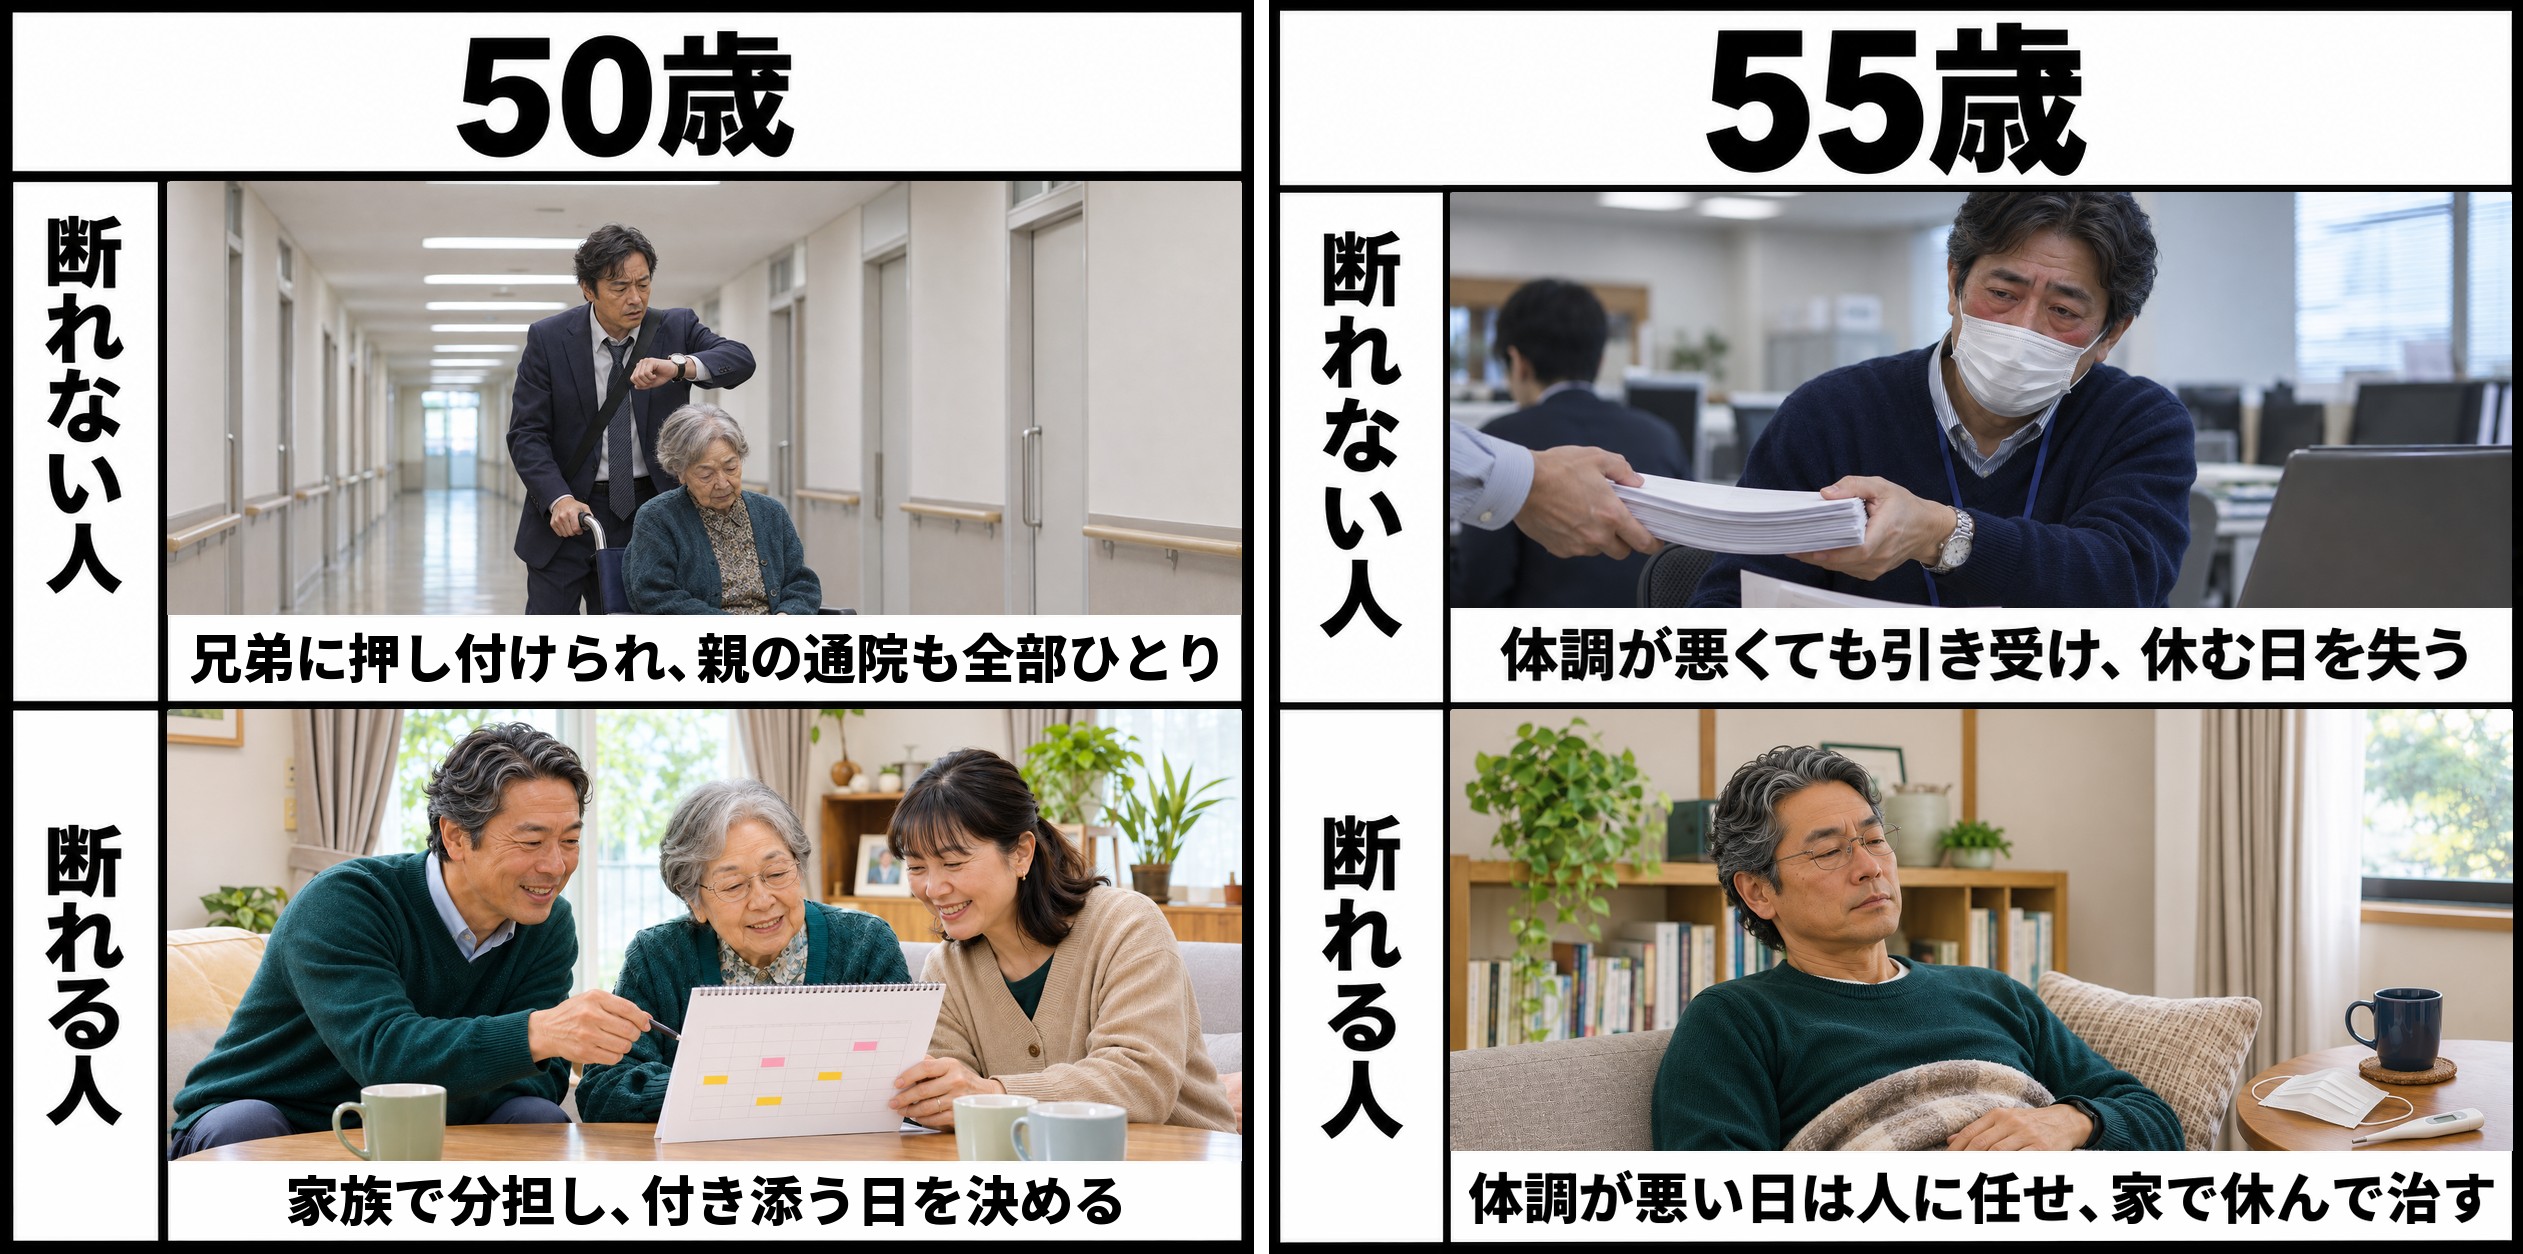 50歳
断れない人
兄弟に押し付けられ、親の通院も全部ひとり
断れる人
家族で分担し、付き添う日を決める
55歳
断れない人
体調が悪くても引き受け、休む日を失う
断れる人
体調が悪い日は人に任せ、家で休んで治す